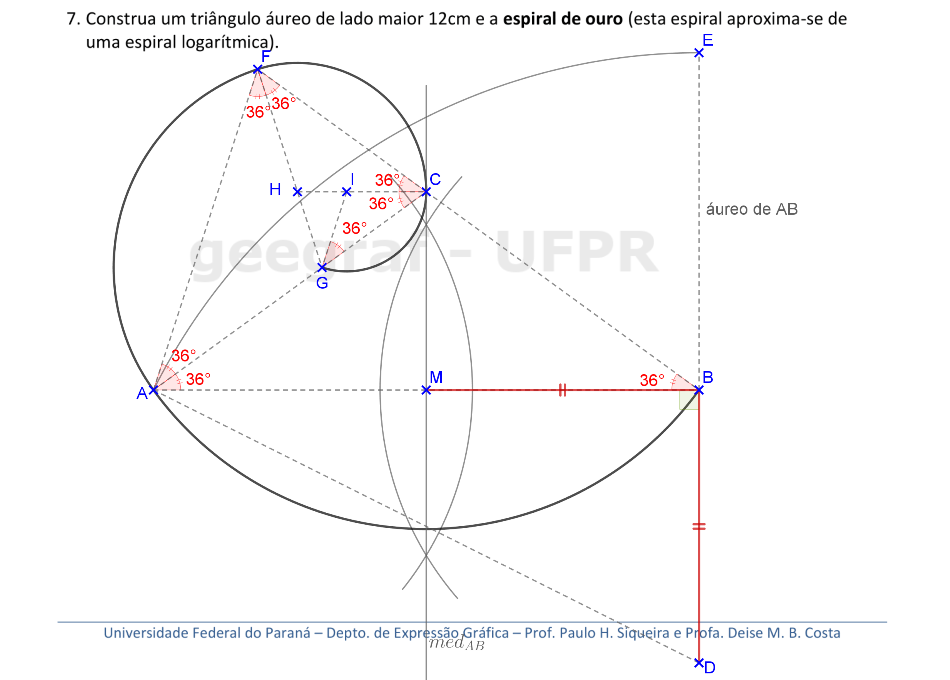 7. Construa um triângulo áureo de lado maior 12cm e a espiral de ouro (esta espiral aproxima-se de
uma espiral logarítmica).
E
F
36°
36°
H
I
36°
C
36°
áureo de AB
36°
geegraf - UFPR
G
36°
36°
A
M
36°
B
Universidade Federal do Paraná – Depto. de Expressão Gráfica – Prof. Paulo H. Siqueira e Profa. Deise M. B. Costa
med_AB
D